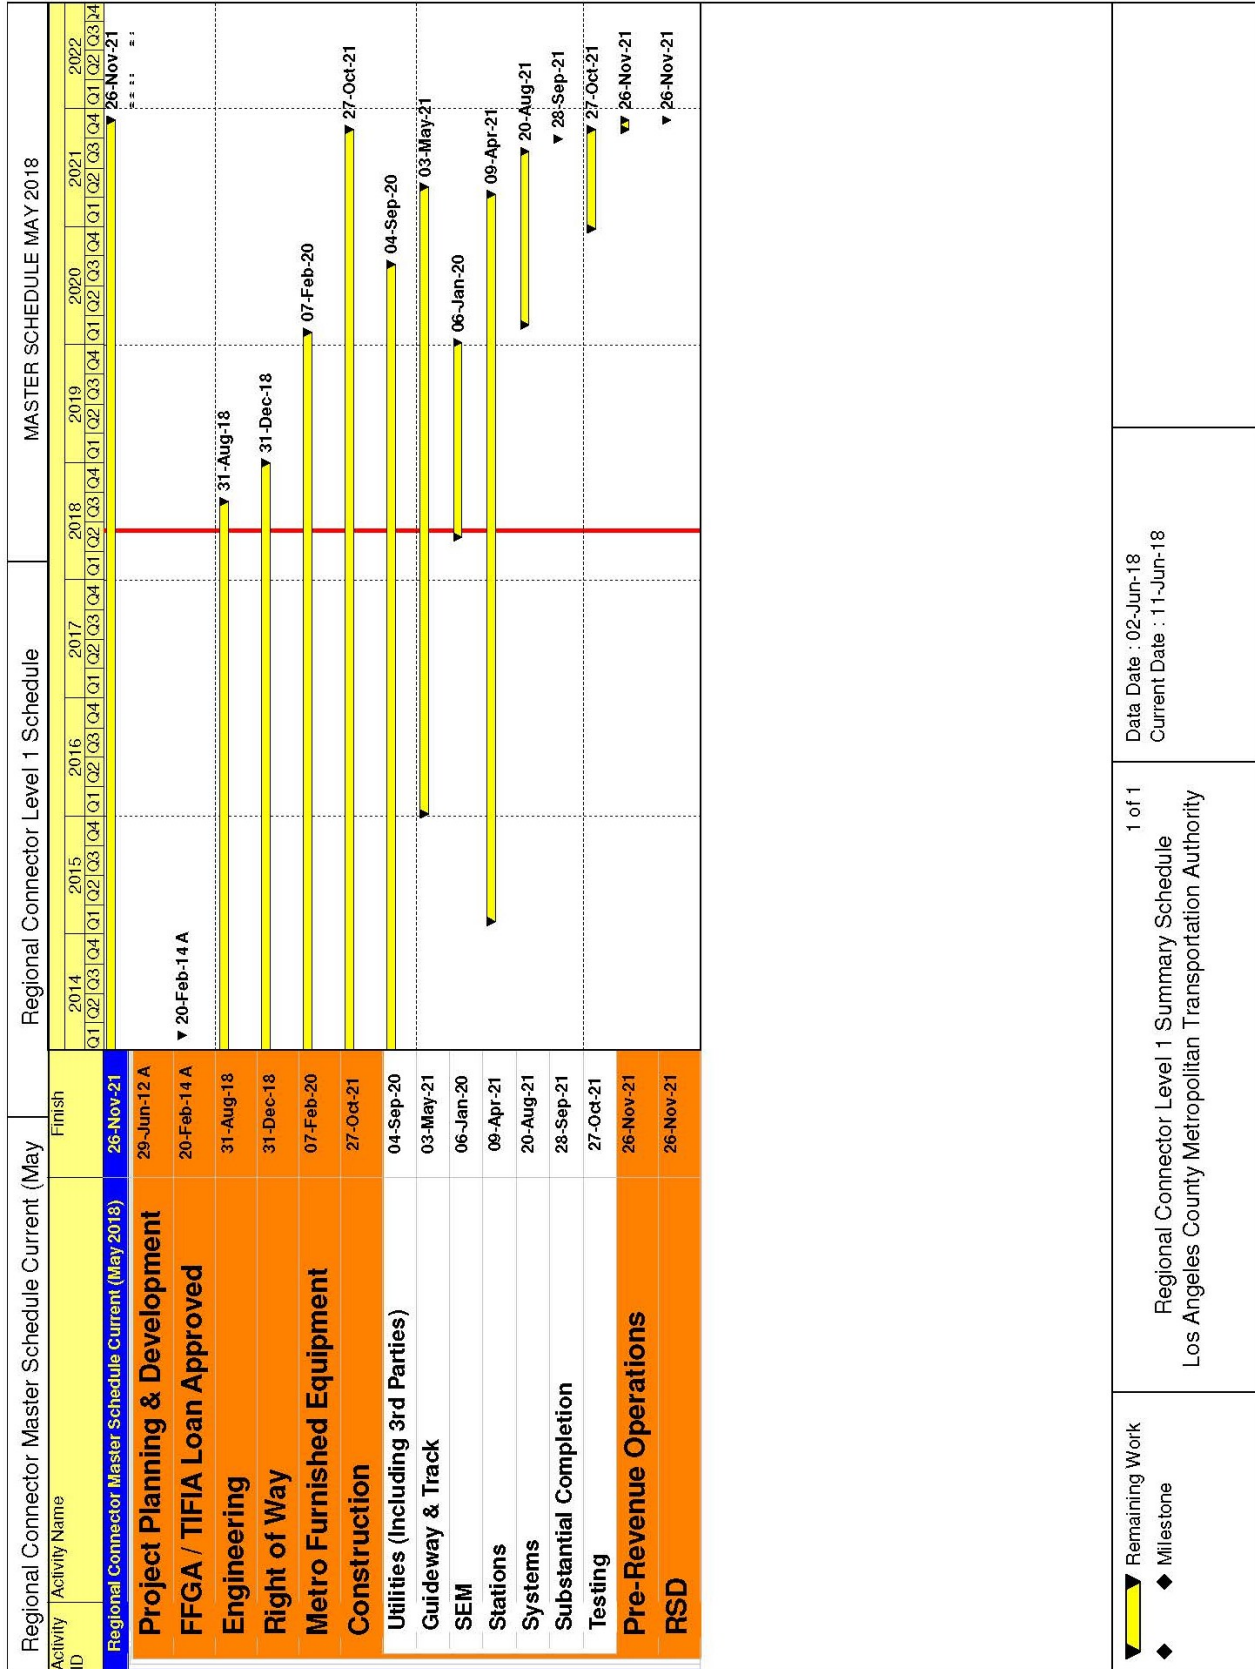 Regional Connector Master Schedule Current (May
Regional Connector Level 1 Schedule
MASTER SCHEDULE MAY 2018
Activity ID
Activity Name
Finish
2014 2015 2016 2017 2018 2019 2020 2021 2022
Q1 Q2 Q3 Q4 Q1 Q2 Q3 Q4 Q1 Q2 Q3 Q4 Q1 Q2 Q3 Q4 Q1 Q2 Q3 Q4 Q1 Q2 Q3 Q4 Q1 Q2 Q3 Q4 Q1 Q2 Q3 Q4 Q1 Q2 Q3 Q4
Regional Connector Master Schedule Current (May 2018) 26-Nov-21 26-Nov-21
Project Planning & Development 29-Jun-12 A
FFGA / TIFIA Loan Approved 20-Feb-14 A 20-Feb-14 A
Engineering 31-Aug-18 31-Aug-18
Right of Way 31-Dec-18 31-Dec-18
Metro Furnished Equipment 07-Feb-20 07-Feb-20
Construction 27-Oct-21 27-Oct-21
Utilities (Including 3rd Parties) 04-Sep-20 04-Sep-20
Guideway & Track 03-May-21 03-May-21
SEM 06-Jan-20 06-Jan-20
Stations 09-Apr-21 09-Apr-21
Systems 20-Aug-21 20-Aug-21
Substantial Completion 28-Sep-21 28-Sep-21
Testing 27-Oct-21 27-Oct-21
Pre-Revenue Operations 26-Nov-21 26-Nov-21
RSD 26-Nov-21 26-Nov-21
Remaining Work
Milestone
1 of 1
Regional Connector Level 1 Summary Schedule
Los Angeles County Metropolitan Transportation Authority
Data Date : 02-Jun-18
Current Date : 11-Jun-18